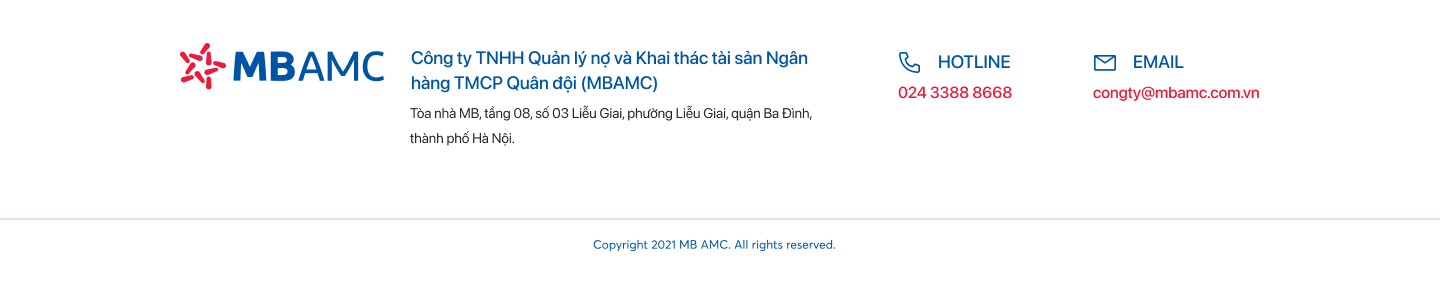 MBAMC
Công ty TNHH Quản lý nợ và Khai thác tài sản Ngân
hàng TMCP Quân đội (MBAMC)
Tòa nhà MB, tầng 08, số 03 Liễu Giai, phường Liễu Giai, quận Ba Đình,
thành phố Hà Nội.
HOTLINE
024 3388 8668
EMAIL
congty@mbamc.com.vn
Copyright 2021 MB AMC. All rights reserved.